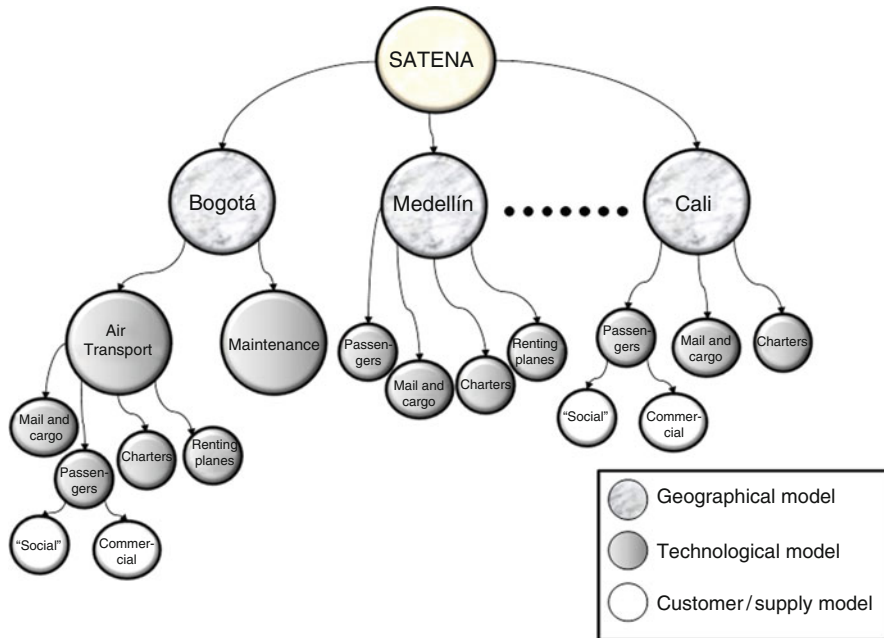 SATENA
Bogotá
Medellín
Cali
Air
Transport
Maintenance
Passen-
gers
Mail and
cargo
Charters
Renting
planes
Passen-
gers
Mail and
cargo
Charters
"Social"
Commer-
cial
Mail and
cargo
Passen-
gers
Charters
Renting
planes
"Social"
Commer-
cial
Geographical model
Technological model
Customer/supply model